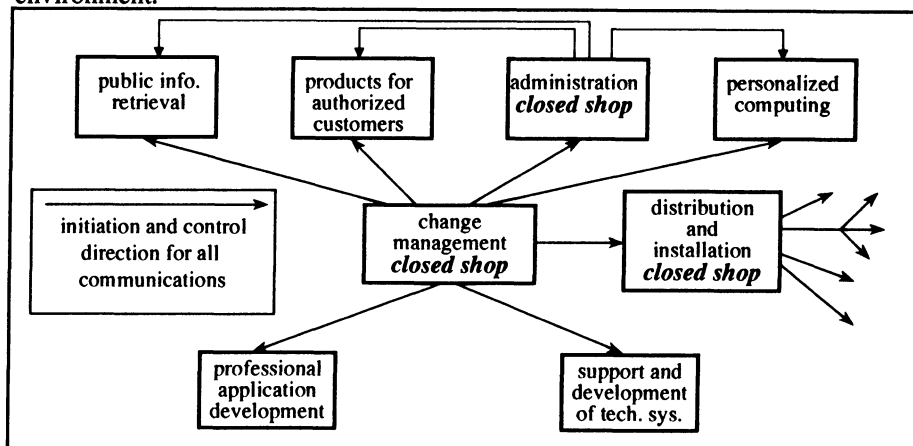 environment.
public info.
retrieval
products for
authorized
customers
administration
closed shop
personalized
computing
initiation and control
direction for all
communications
change
management
closed shop
distribution
and
installation
closed shop
professional
application
development
support and
development
of tech. sys.